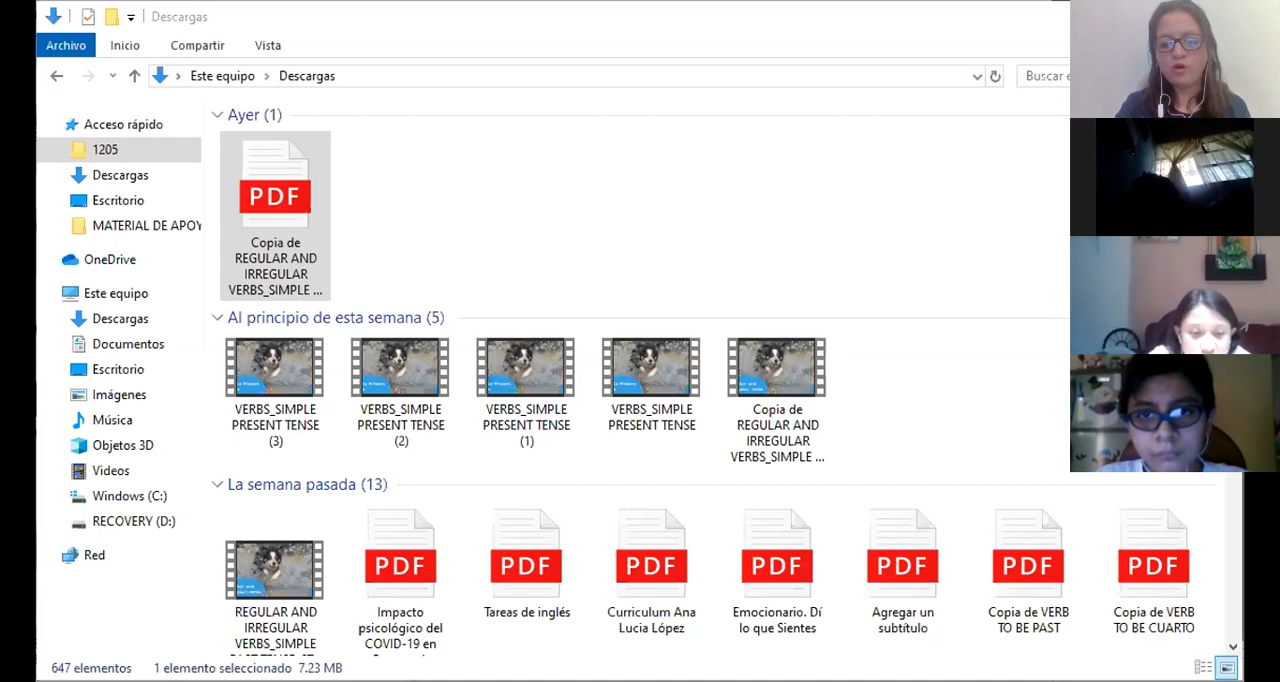 Descargas
Archivo
Inicio
Compartir
Vista
Este equipo
Descargas
Buscar e
Acceso rápido
1205
Descargas
Escritorio
MATERIAL DE APOY
OneDrive
Este equipo
Descargas
Documentos
Escritorio
Imágenes
Música
Objetos 3D
Videos
Windows (C:)
RECOVERY (D:)
Red
Ayer (1)
PDF
Copia de
REGULAR AND
IRREGULAR
VERBS_SIMPLE ...
Al principio de esta semana (5)
VERBS_SIMPLE
PRESENT TENSE
(3)
VERBS_SIMPLE
PRESENT TENSE
(2)
VERBS_SIMPLE
PRESENT TENSE
(1)
VERBS_SIMPLE
PRESENT TENSE
Copia de
REGULAR AND
IRREGULAR
VERBS_SIMPLE ...
La semana pasada (13)
REGULAR AND
IRREGULAR
VERBS_SIMPLE
PDF
Impacto
psicológico del
COVID-19 en
PDF
Tareas de inglés
PDF
Curriculum Ana
Lucia López
PDF
Emocionario. Dí
lo que Sientes
PDF
Agregar un
subtítulo
PDF
Copia de VERB
TO BE PAST
PDF
Copia de VERB
TO BE CUARTO
647 elementos
1 elemento seleccionado 7.23 MB